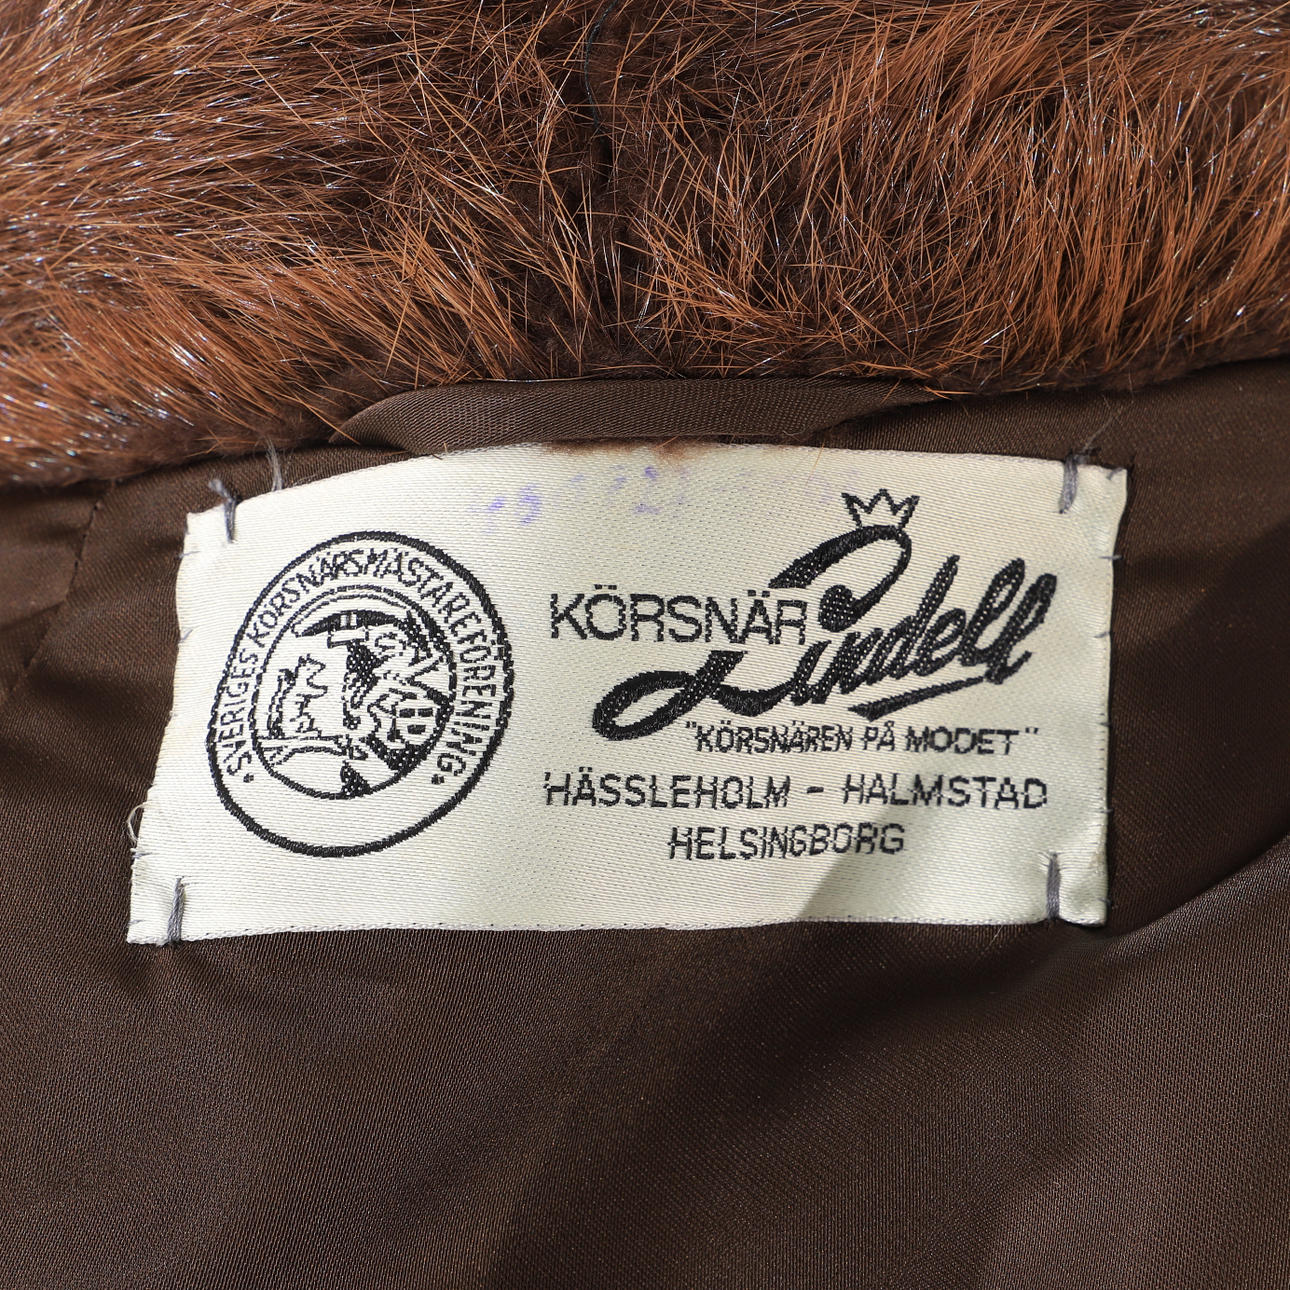 •SVERIGES KÖRSNÄRSMÄSTAREFÖRENING•
KÖRSNÄR
Lindell
"KÖRSNÄREN PÅ MODET"
HÄSSLEHOLM - HALMSTAD
HELSINGBORG